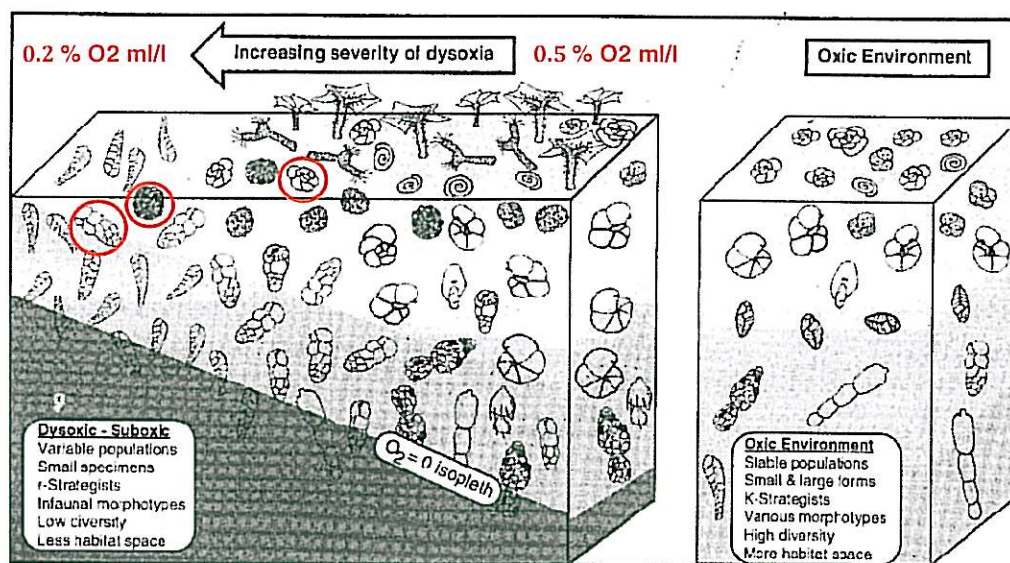 0.2 % O2 ml/l
Increasing severity of dysoxia
0.5 % O2 ml/l
Oxic Environment
O2 = 0 isopleth
Dysoxic - Suboxic
Variable populations
Small specimens
r-Strategists
Infaunal morphotypes
Low diversity
Less habitat space
Oxic Environment
Stable populations
Small & large forms
K-Strategists
Various morphotypes
High diversity
More habitat space